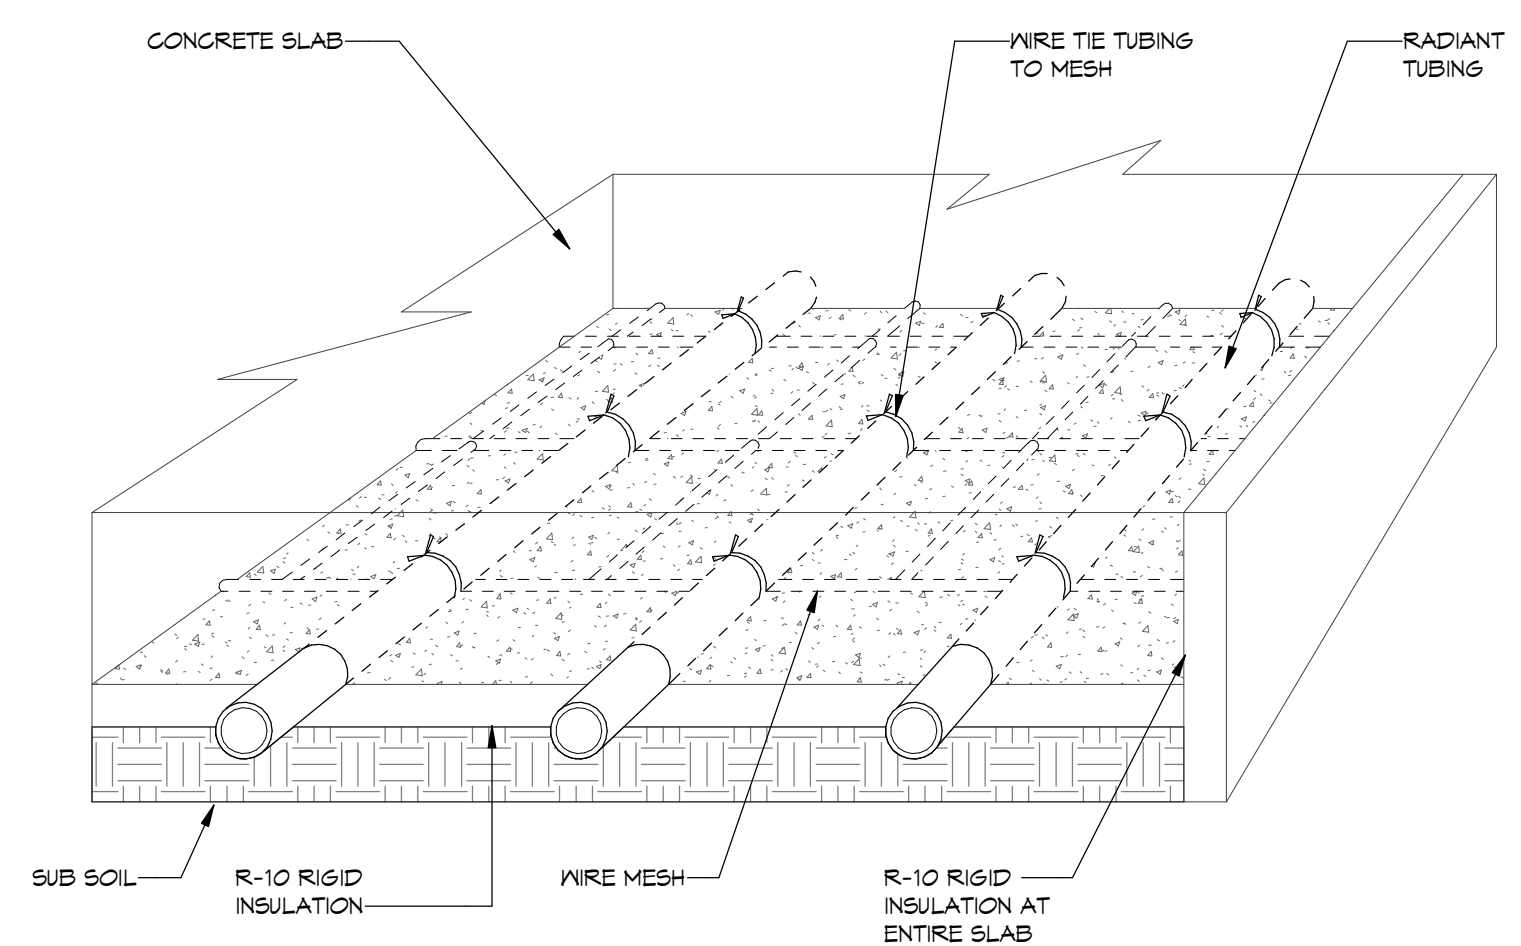 CONCRETE SLAB
WIRE TIE TUBING
TO MESH
RADIANT
TUBING
SUB SOIL
R-10 RIGID
INSULATION
WIRE MESH
R-10 RIGID
INSULATION AT
ENTIRE SLAB